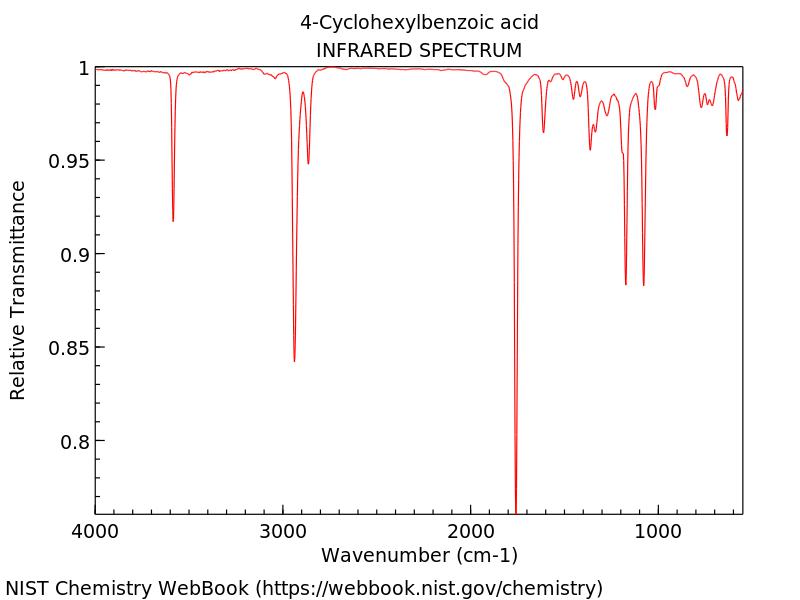 4-Cyclohexylbenzoic acid
INFRARED SPECTRUM
1
0.95
0.9
0.85
0.8
Relative Transmittance
4000 3000 2000 1000
Wavenumber (cm-1)
NIST Chemistry WebBook (https://webbook.nist.gov/chemistry)